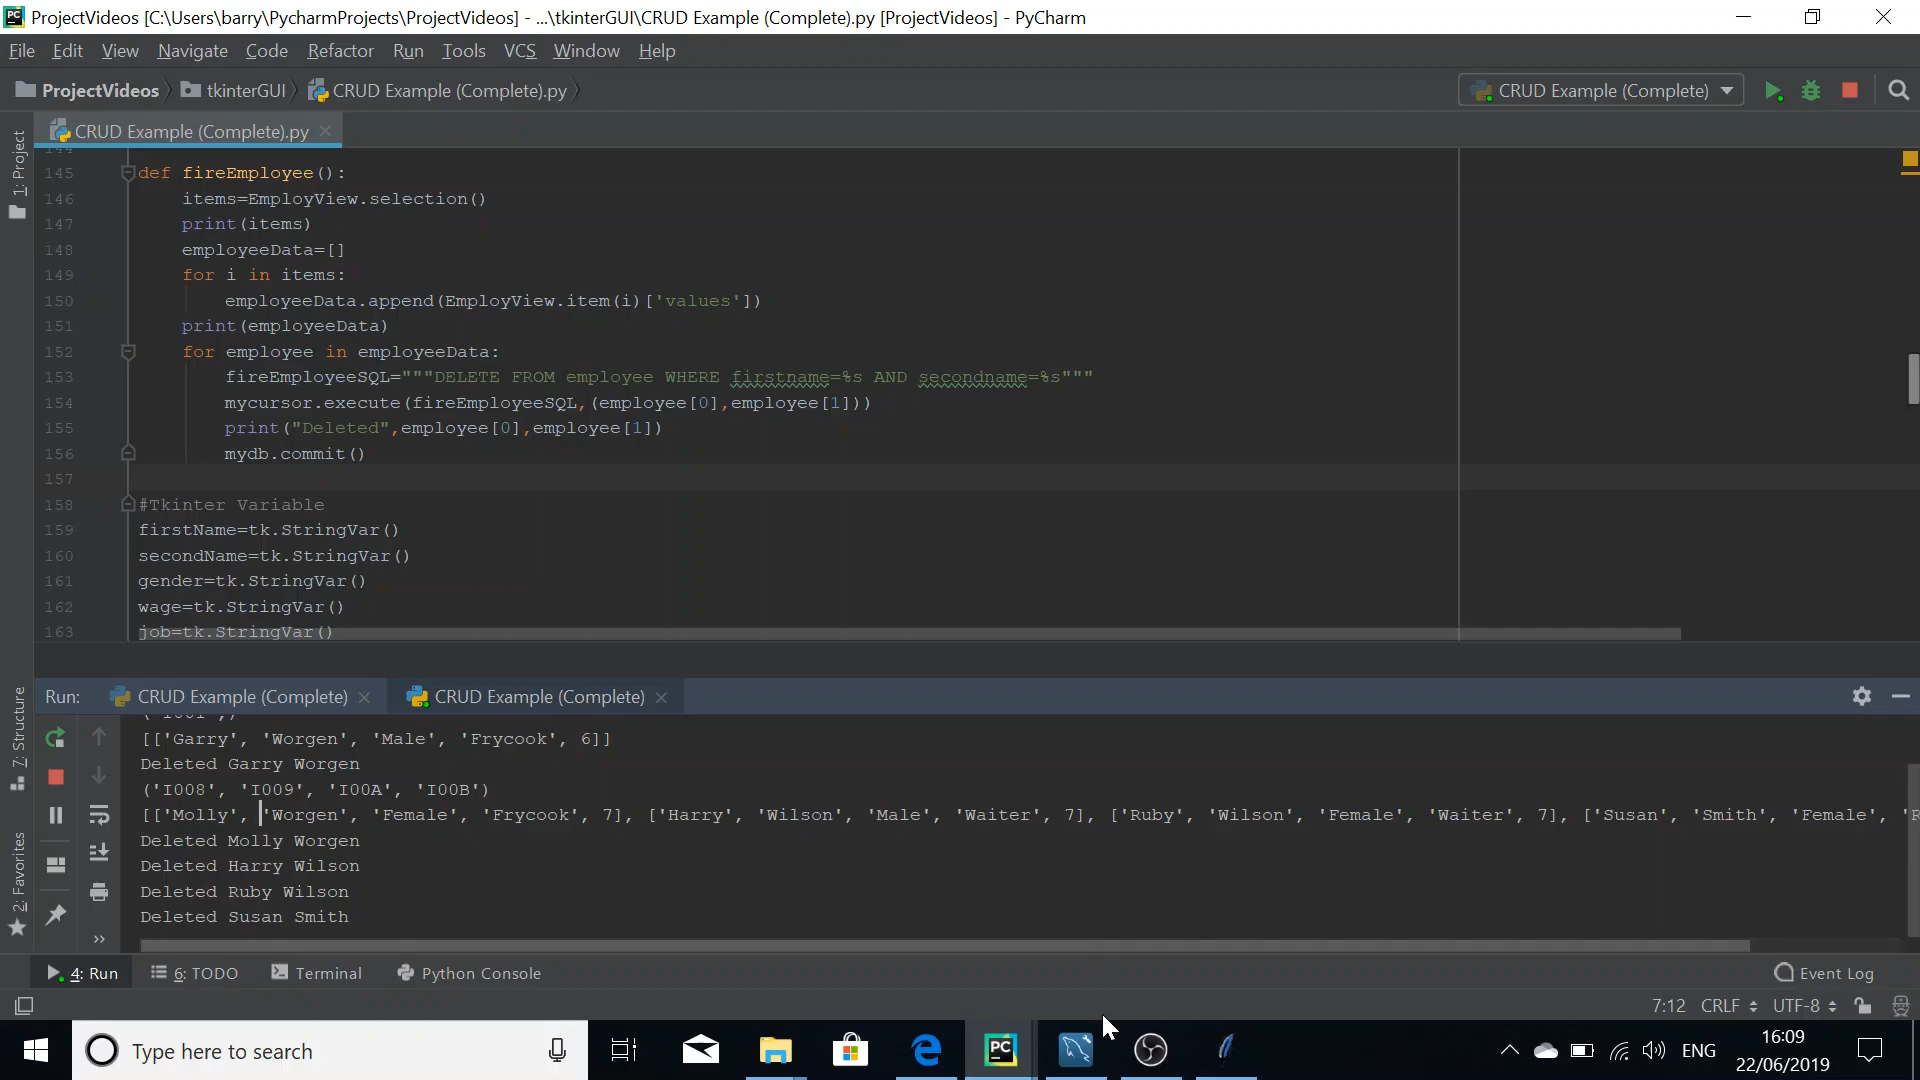 ProjectVideos [C:\Users\barry\PycharmProjects\ProjectVideos] - ...\tkinterGUI\CRUD Example (Complete).py [ProjectVideos] - PyCharm
File Edit View Navigate Code Refactor Run Tools VCS Window Help
ProjectVideos tkinterGUI CRUD Example (Complete).py CRUD Example (Complete)
CRUD Example (Complete).py
1: Project
144
145 def fireEmployee():
146 items=EmployView.selection()
147 print(items)
148 employeeData=[]
149 for i in items:
150 employeeData.append(EmployView.item(i)['values'])
151 print(employeeData)
152 for employee in employeeData:
153 fireEmployeeSQL="""DELETE FROM employee WHERE firstname=%s AND secondname=%s"""
154 mycursor.execute(fireEmployeeSQL,(employee[0],employee[1]))
155 print("Deleted",employee[0],employee[1])
156 mydb.commit()
157
158 #Tkinter Variable
159 firstName=tk.StringVar()
160 secondName=tk.StringVar()
161 gender=tk.StringVar()
162 wage=tk.StringVar()
163 job=tk.StringVar()
7: Structure
2: Favorites
Run: CRUD Example (Complete) CRUD Example (Complete)
[['Garry', 'Worgen', 'Male', 'Frycook', 6]]
Deleted Garry Worgen
('I008', 'I009', 'I00A', 'I00B')
[['Molly', 'Worgen', 'Female', 'Frycook', 7], ['Harry', 'Wilson', 'Male', 'Waiter', 7], ['Ruby', 'Wilson', 'Female', 'Waiter', 7], ['Susan', 'Smith', 'Female', '
Deleted Molly Worgen
Deleted Harry Wilson
Deleted Ruby Wilson
Deleted Susan Smith
4: Run 6: TODO Terminal Python Console Event Log
7:12 CRLF UTF-8
Type here to search
PC
ENG
16:09
22/06/2019